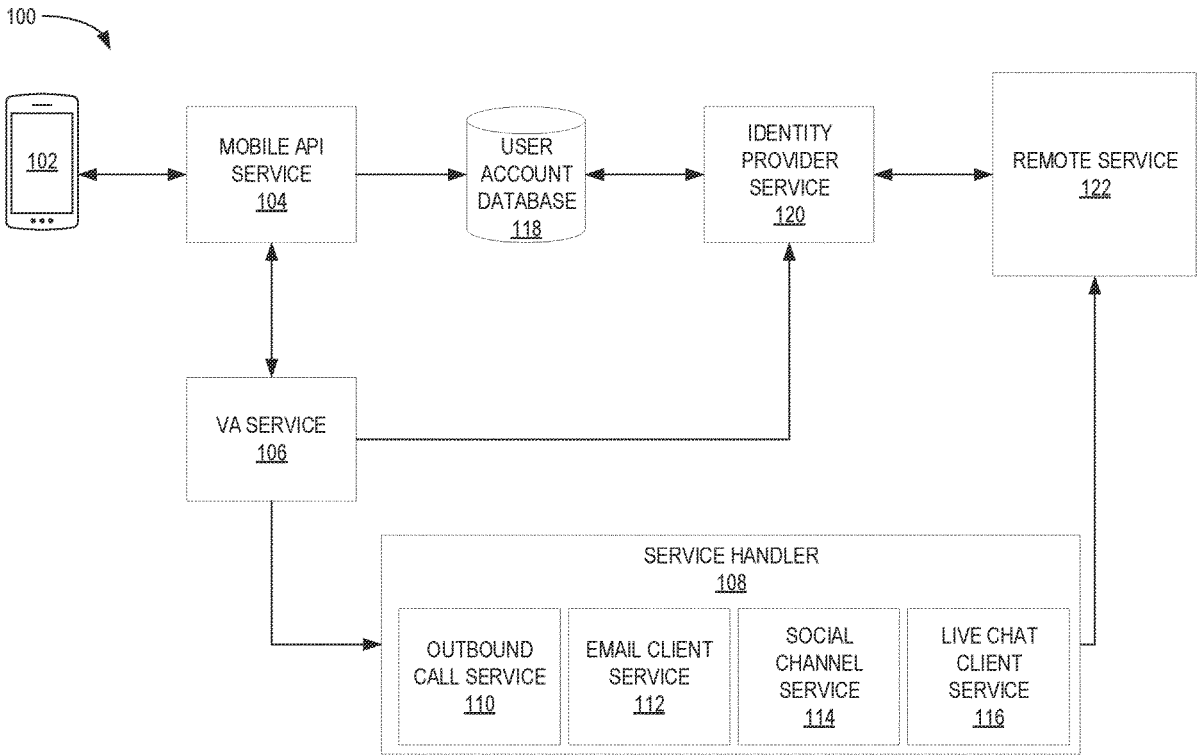 100
102
MOBILE API
SERVICE
104
USER
ACCOUNT
DATABASE
118
IDENTITY
PROVIDER
SERVICE
120
REMOTE SERVICE
122
VA SERVICE
106
SERVICE HANDLER
108
OUTBOUND
CALL SERVICE
110
EMAIL CLIENT
SERVICE
112
SOCIAL
CHANNEL
SERVICE
114
LIVE CHAT
CLIENT
SERVICE
116